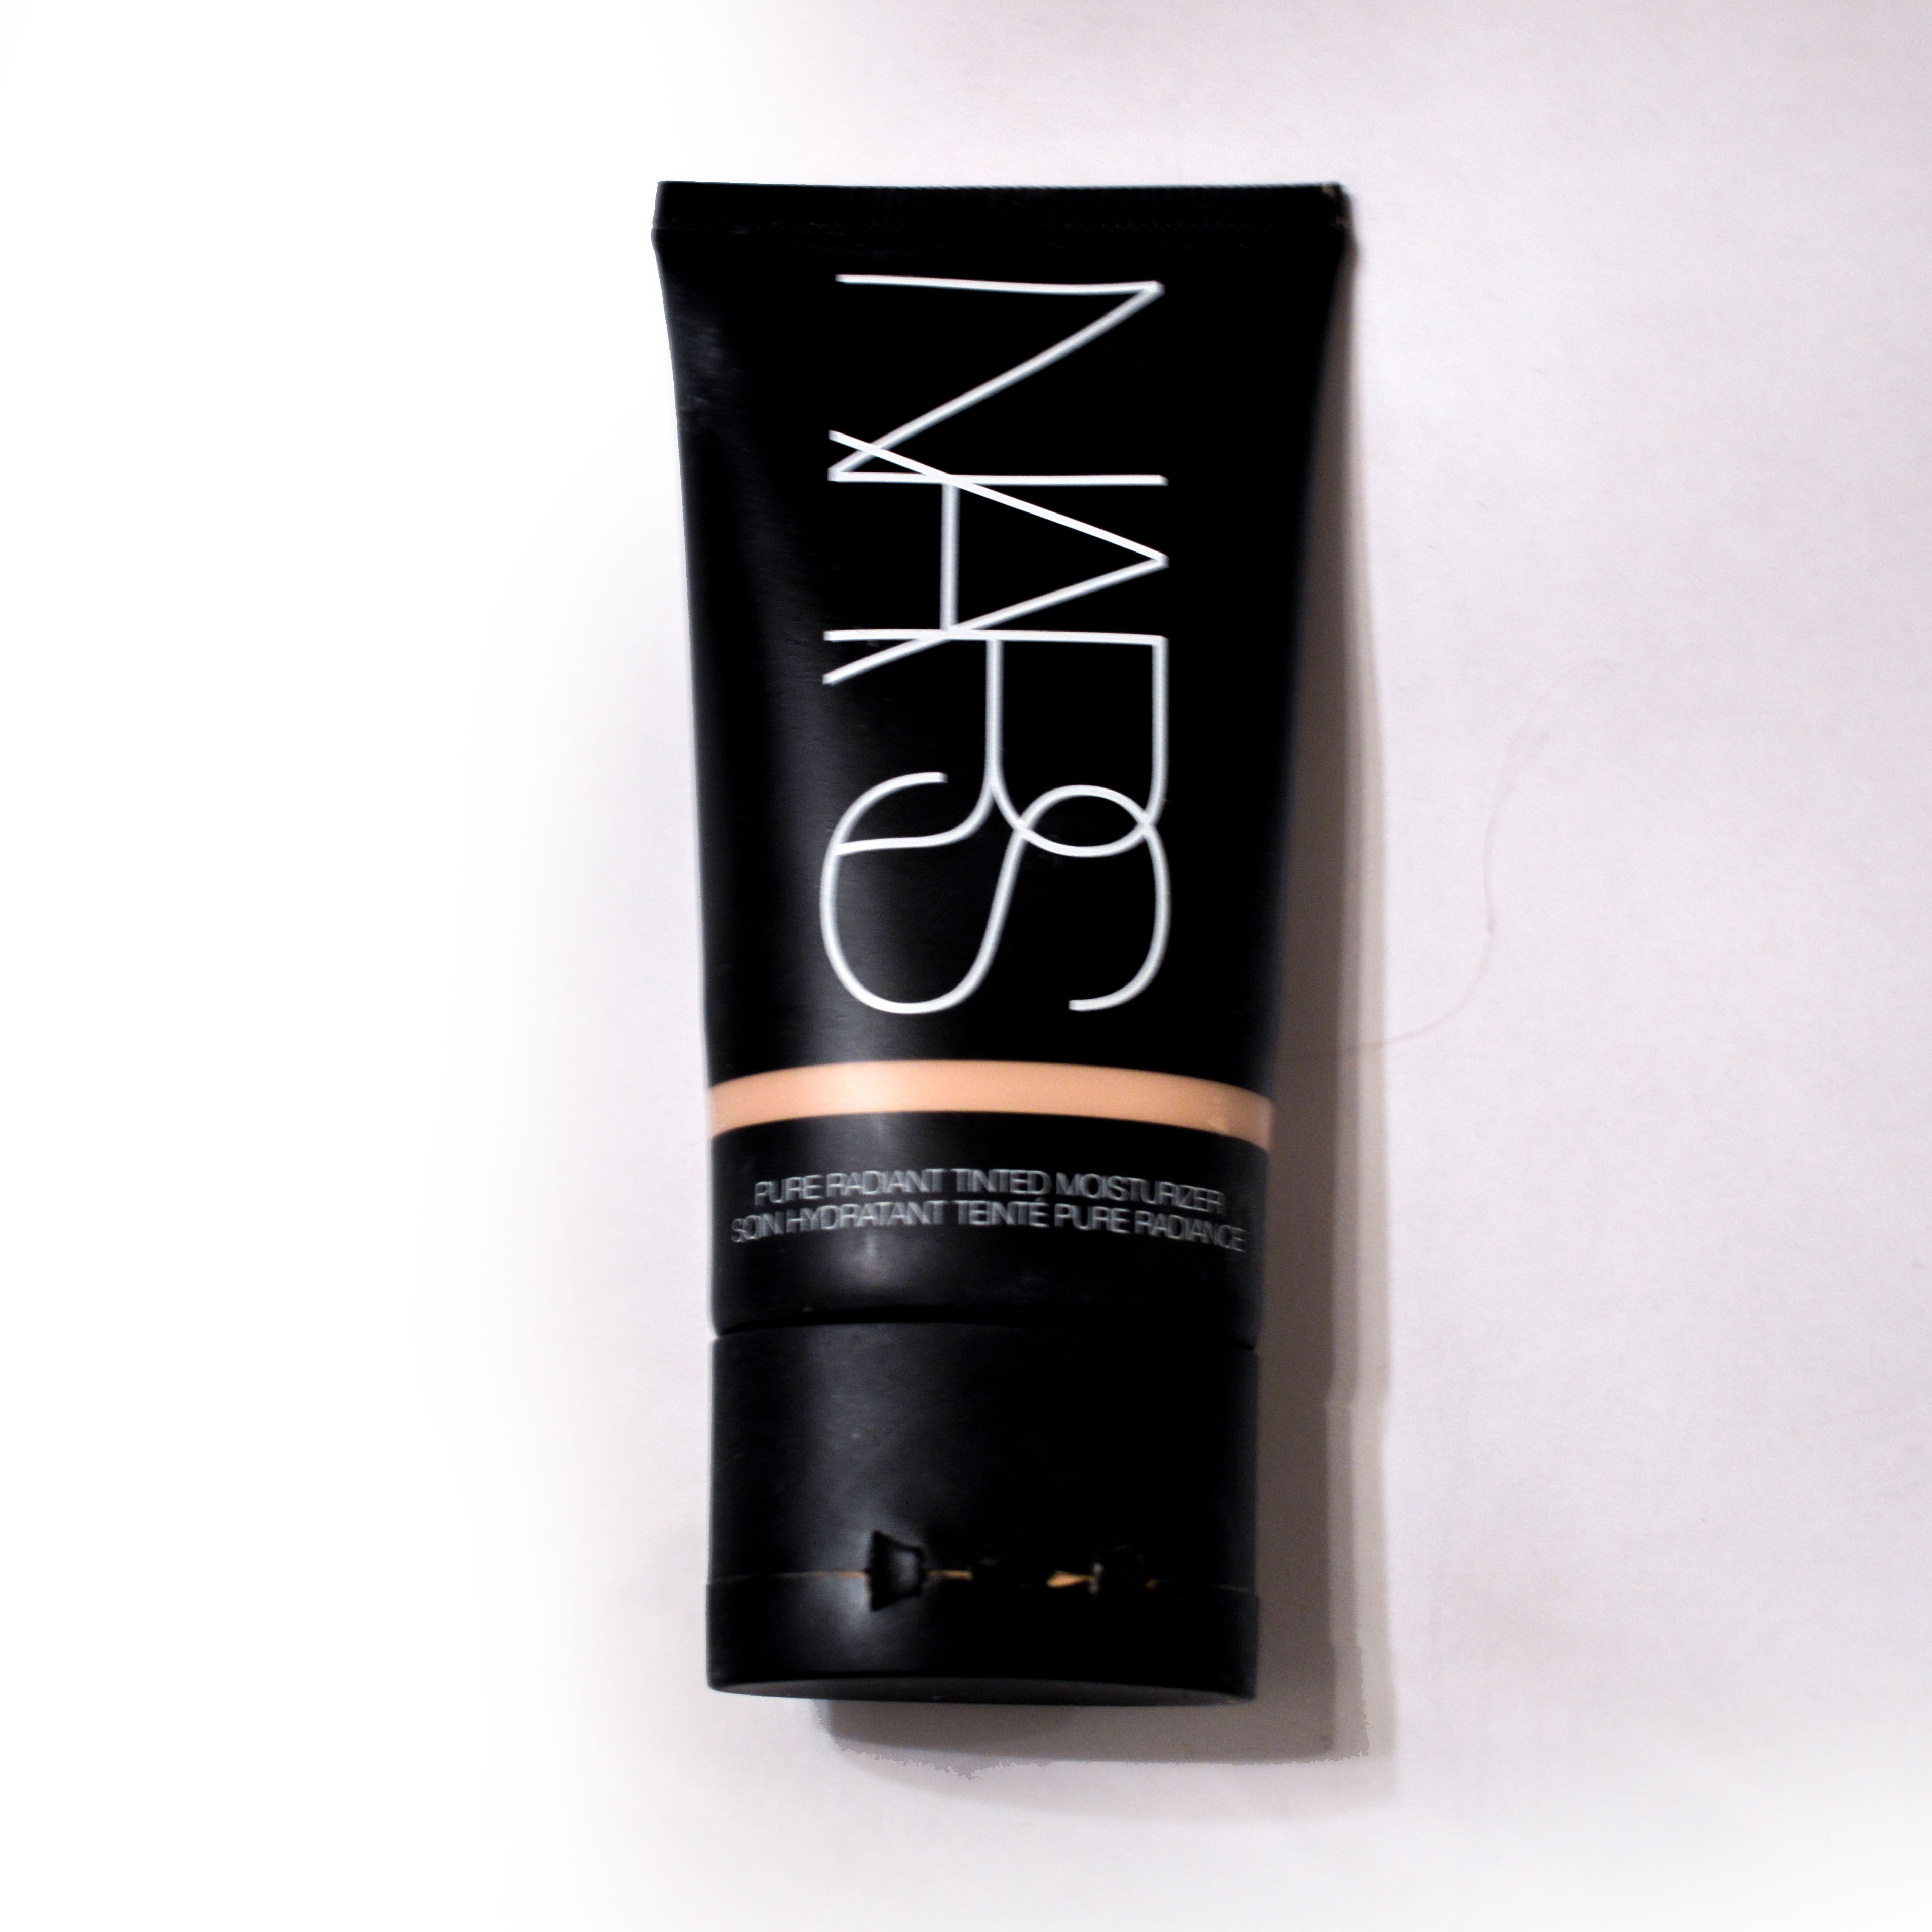 NARS
PURE RADIANT TINTED MOISTURIZER
SOIN HYDRATANT TEINTÉ PURE RADIANCE